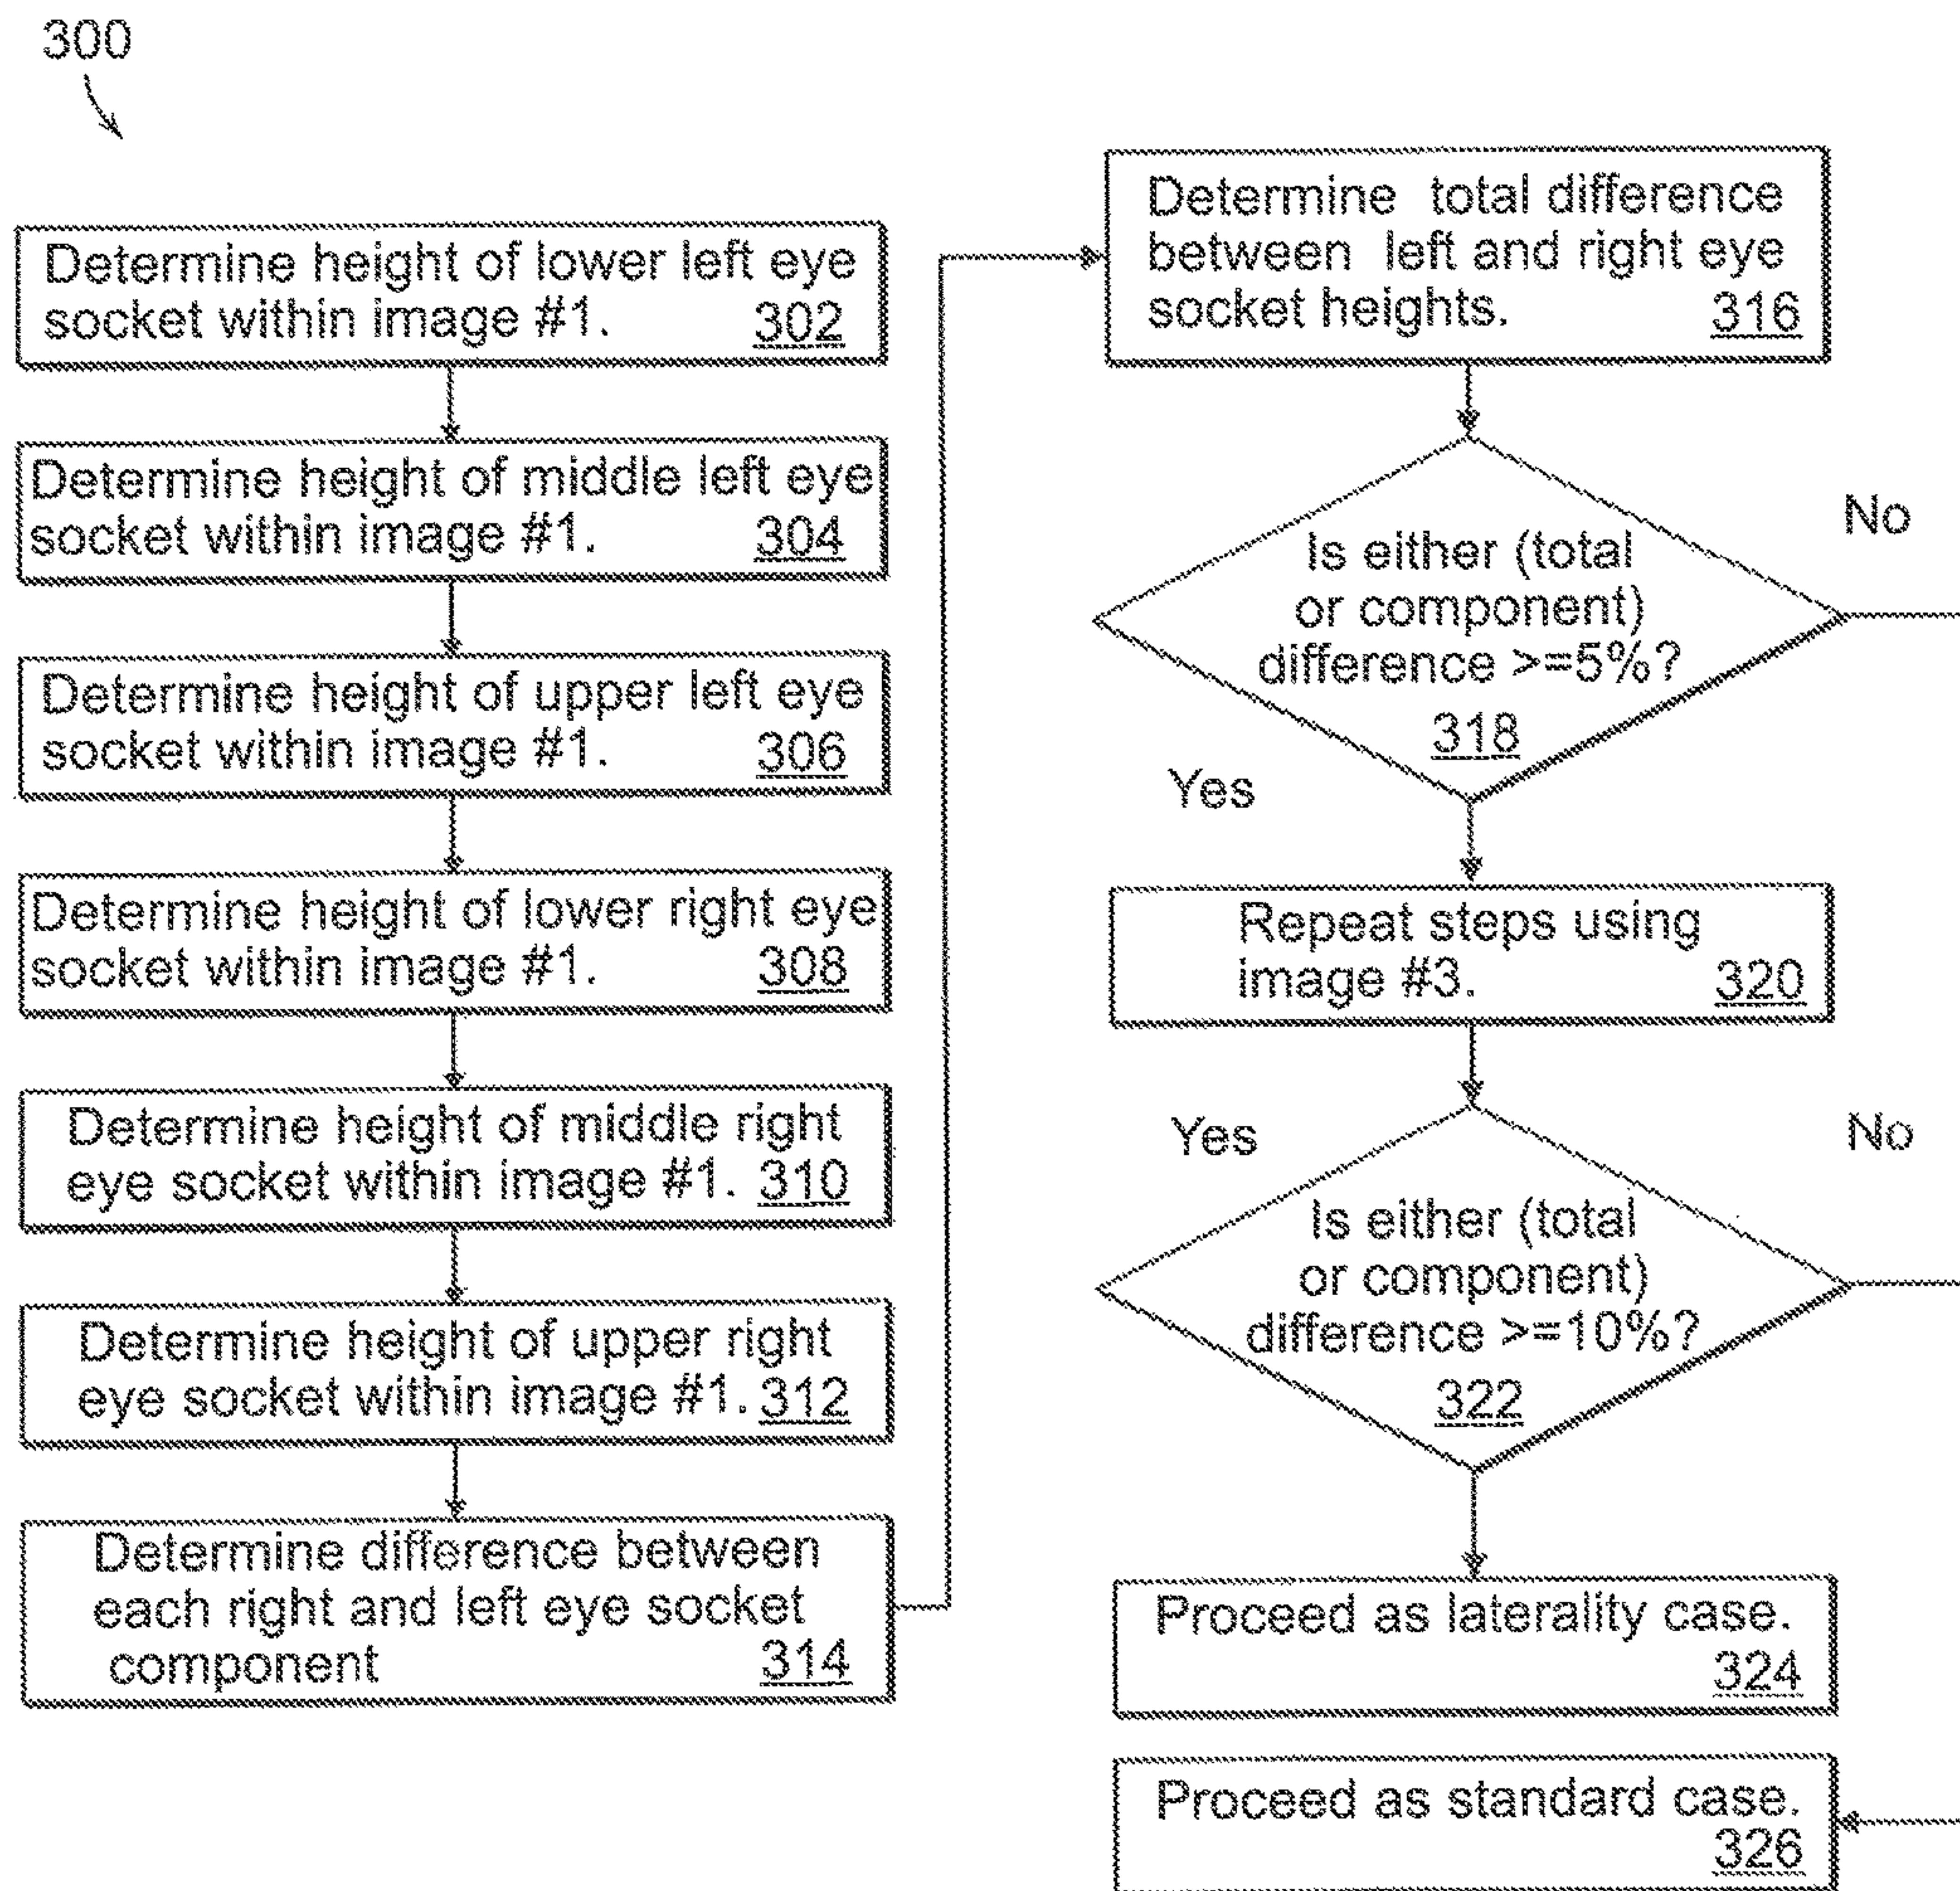 300
Determine height of lower left eye
socket within image #1. 302
Determine height of middle left eye
socket within image #1. 304
Determine height of upper left eye
socket within image #1. 306
Determine height of lower right eye
socket within image #1. 308
Determine height of middle right
eye socket within image #1. 310
Determine height of upper right
eye socket within image #1. 312
Determine difference between
each right and left eye socket
component 314
Determine total difference
between left and right eye
socket heights. 316
Is either (total
or component)
difference >=5%?
318
No
Yes
Repeat steps using
image #3. 320
Is either (total
or component)
difference >=10%?
322
Yes
No
Proceed as laterality case.
324
Proceed as standard case.
326